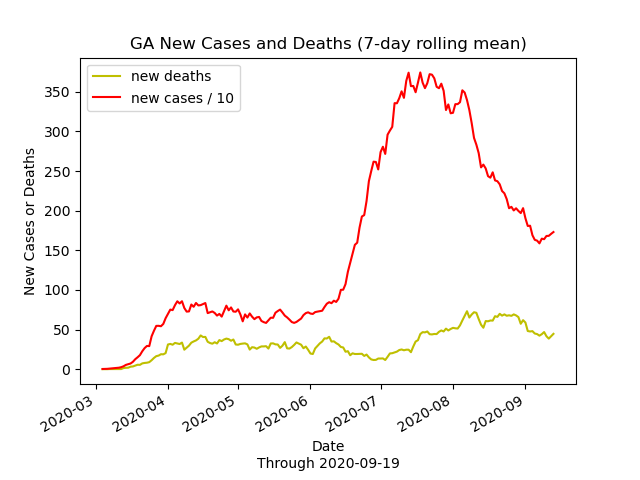 GA New Cases and Deaths (7-day rolling mean)
new deaths
new cases / 10
350
300
250
200
150
100
50
0
New Cases or Deaths
2020-03
2020-04
2020-05
2020-06
2020-07
2020-08
2020-09
Date
Through 2020-09-19